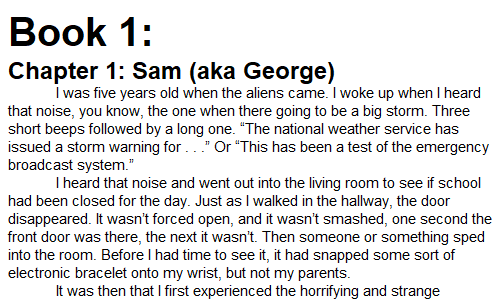 Book 1:
Chapter 1: Sam (aka George)
I was five years old when the aliens came. I woke up when I heard
that noise, you know, the one when there going to be a big storm. Three
short beeps followed by a long one. “The national weather service has
issued a storm warning for . . .” Or “This has been a test of the emergency
broadcast system.”
I heard that noise and went out into the living room to see if school
had been closed for the day. Just as I walked in the hallway, the door
disappeared. It wasn’t forced open, and it wasn’t smashed, one second the
front door was there, the next it wasn’t. Then someone or something sped
into the room. Before I had time to see it, it had snapped some sort of
electronic bracelet onto my wrist, but not my parents.
It was then that I first experienced the horrifying and strange